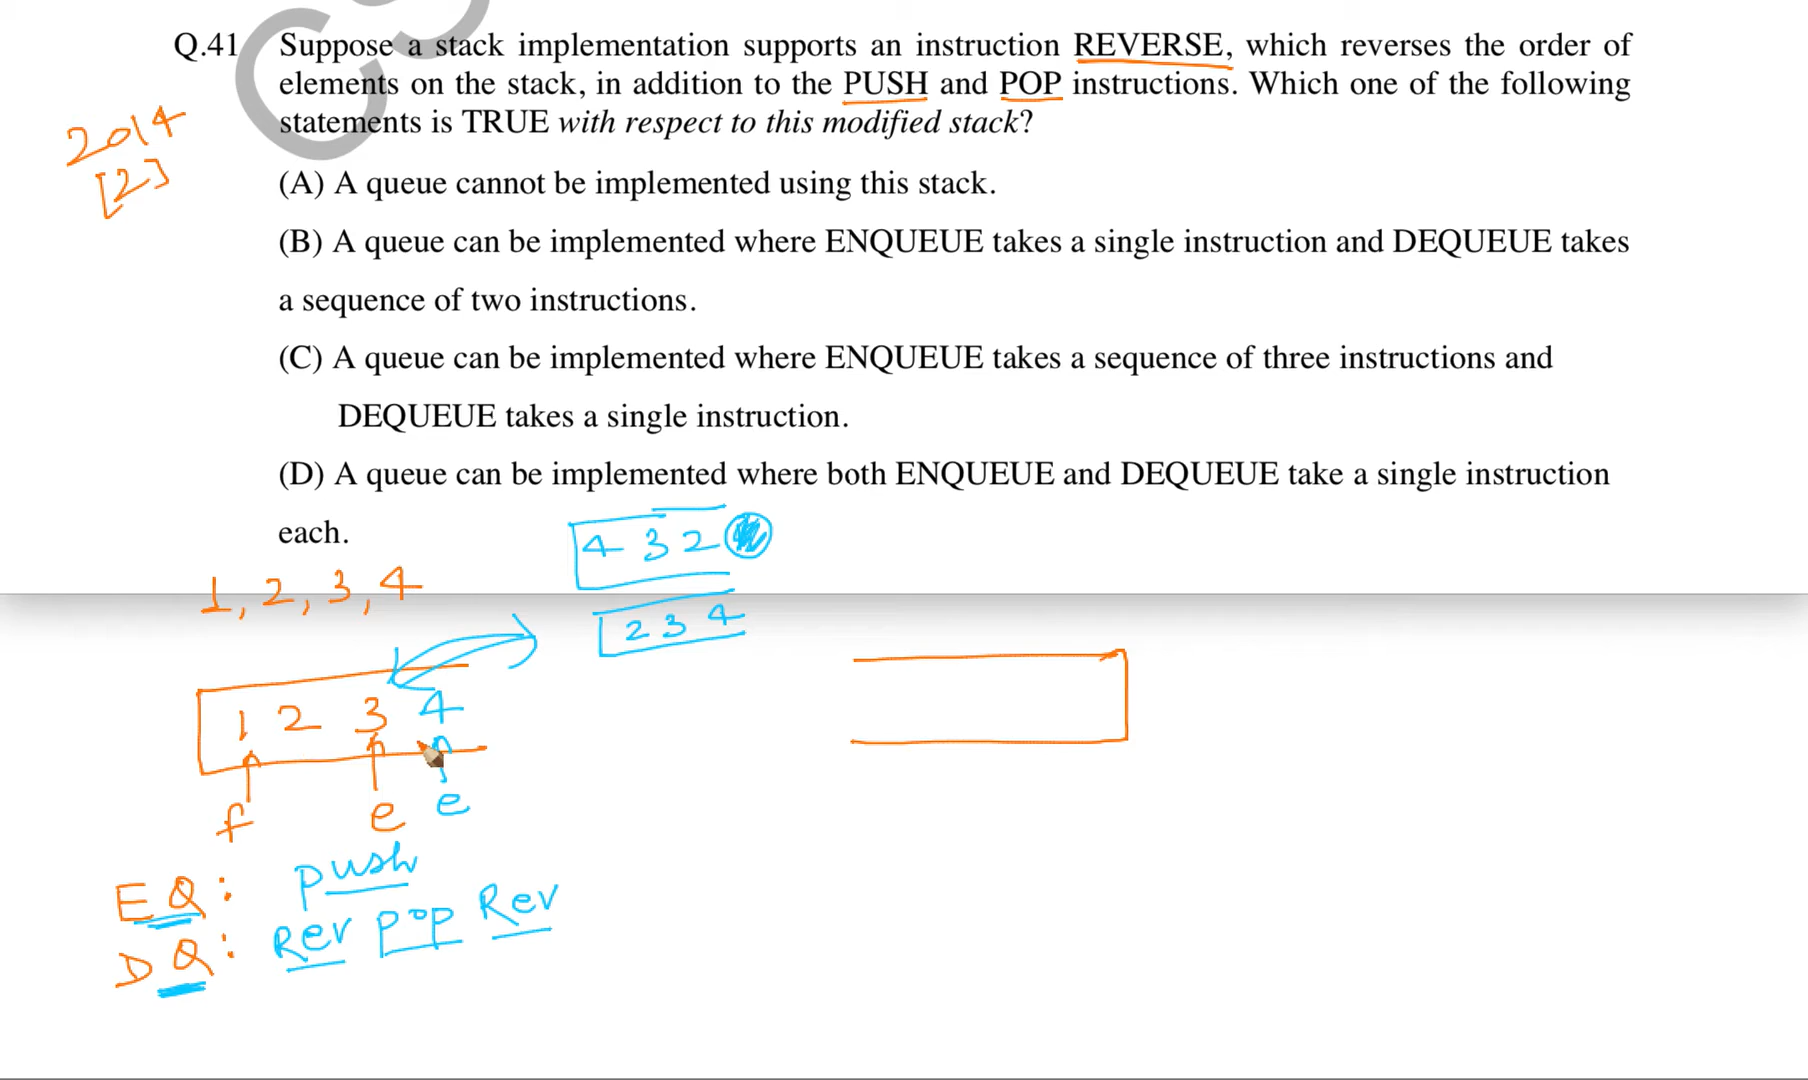 Q.41 Suppose a stack implementation supports an instruction REVERSE, which reverses the order of
elements on the stack, in addition to the PUSH and POP instructions. Which one of the following
statements is TRUE with respect to this modified stack?
2014
[2]
(A) A queue cannot be implemented using this stack.
(B) A queue can be implemented where ENQUEUE takes a single instruction and DEQUEUE takes
a sequence of two instructions.
(C) A queue can be implemented where ENQUEUE takes a sequence of three instructions and
DEQUEUE takes a single instruction.
(D) A queue can be implemented where both ENQUEUE and DEQUEUE take a single instruction
each.
4 3 2
1, 2, 3, 4
2 3 4
1 2 3 4
f e e
EQ: push
DQ: Rev pop Rev